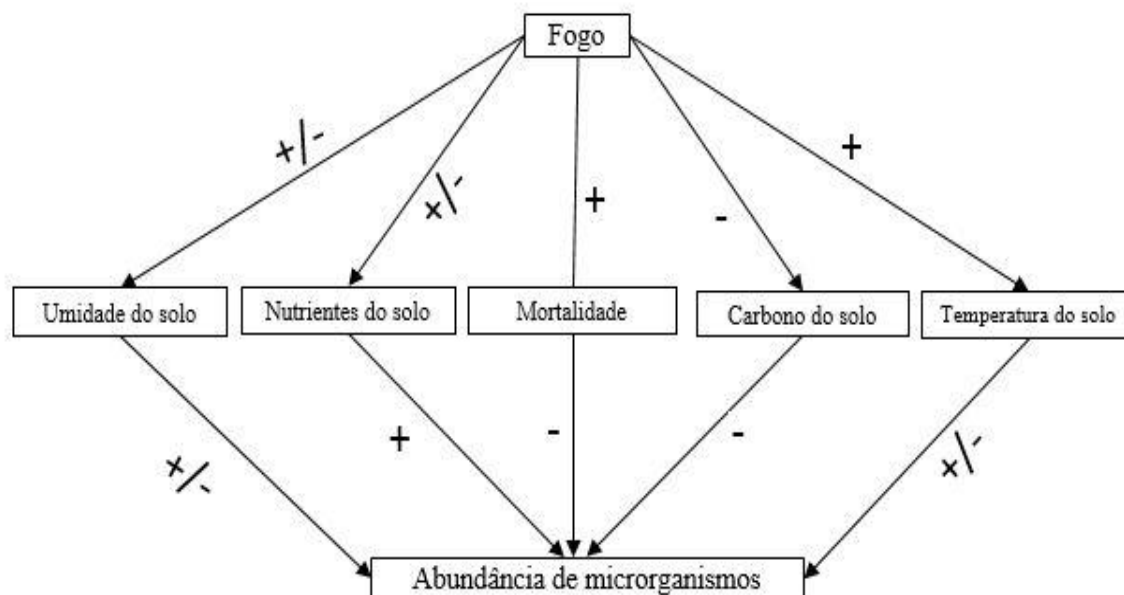 Fogo
+/-
+/-
+
-
+
Umidade do solo
Nutrientes do solo
Mortalidade
Carbono do solo
Temperatura do solo
+/-
+
-
-
+/-
Abundância de microrganismos